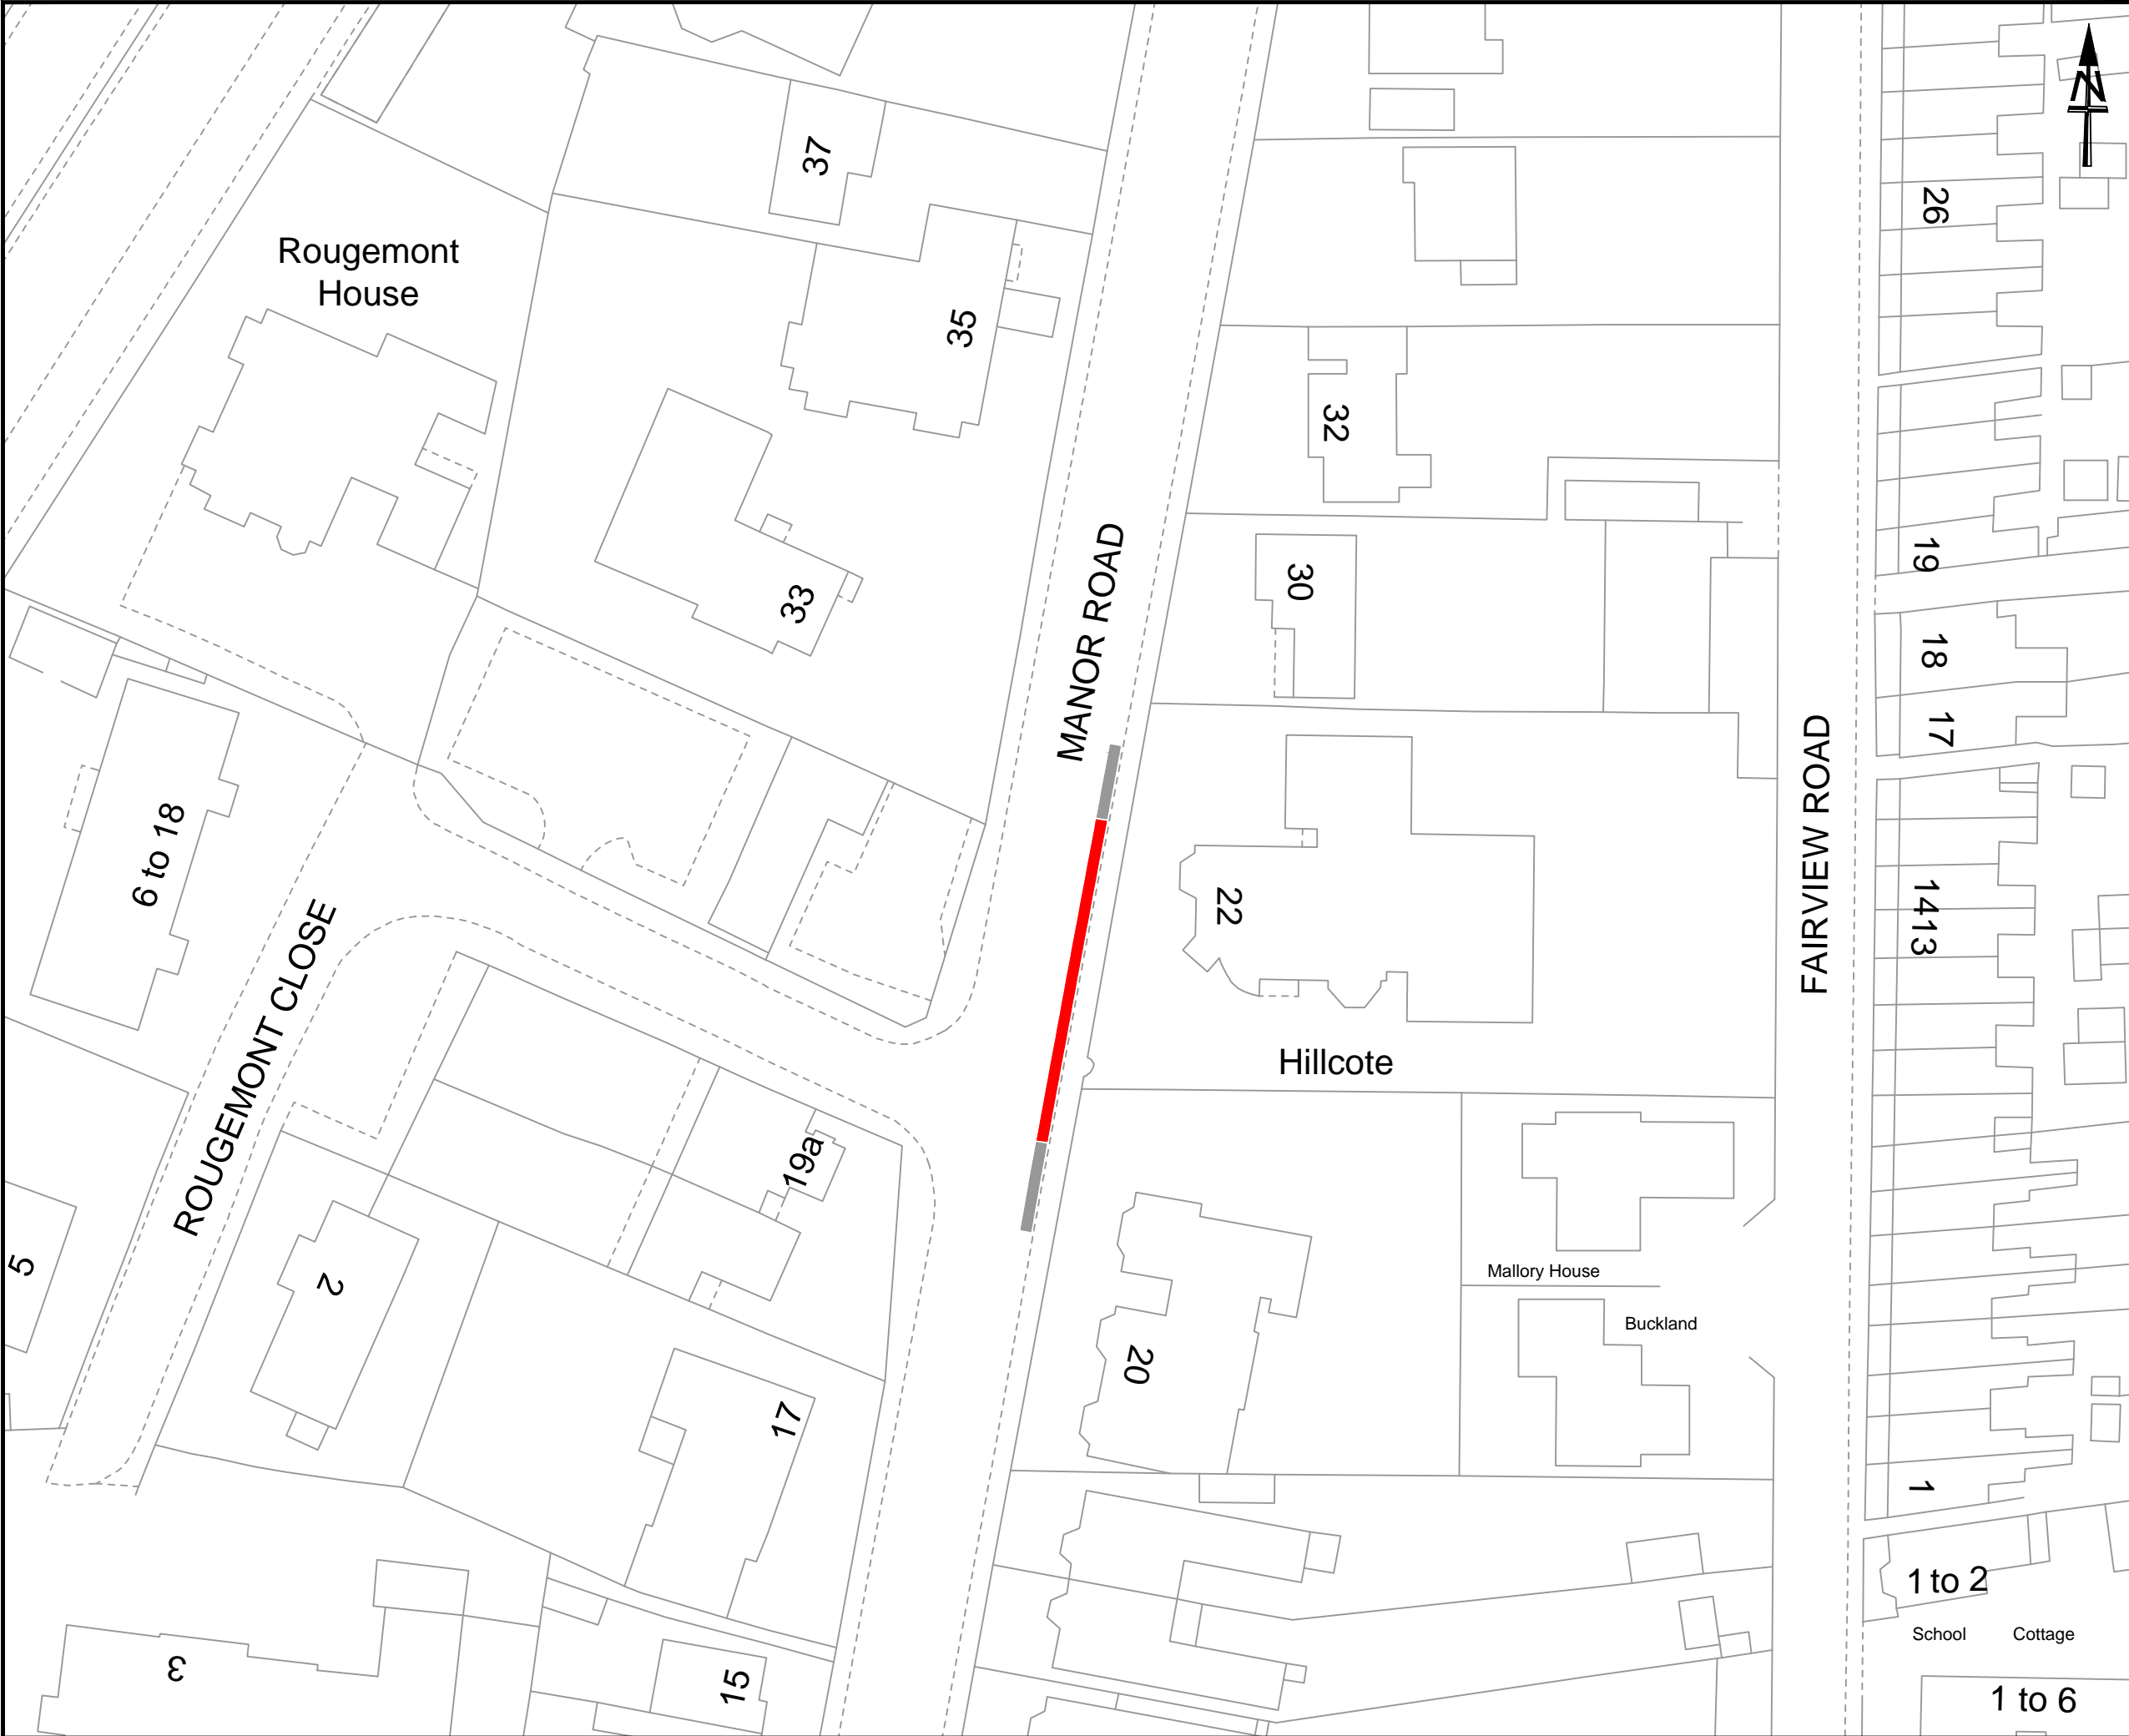 N
37
26
Rougemont
House
35
32
19
30
33
MANOR ROAD
18
17
FAIRVIEW ROAD
6 to 18
22
14
13
ROUGEMONT CLOSE
Hillcote
19a
5
2
Mallory House
Buckland
20
17
1
1 to 2
School Cottage
3
15
1 to 6